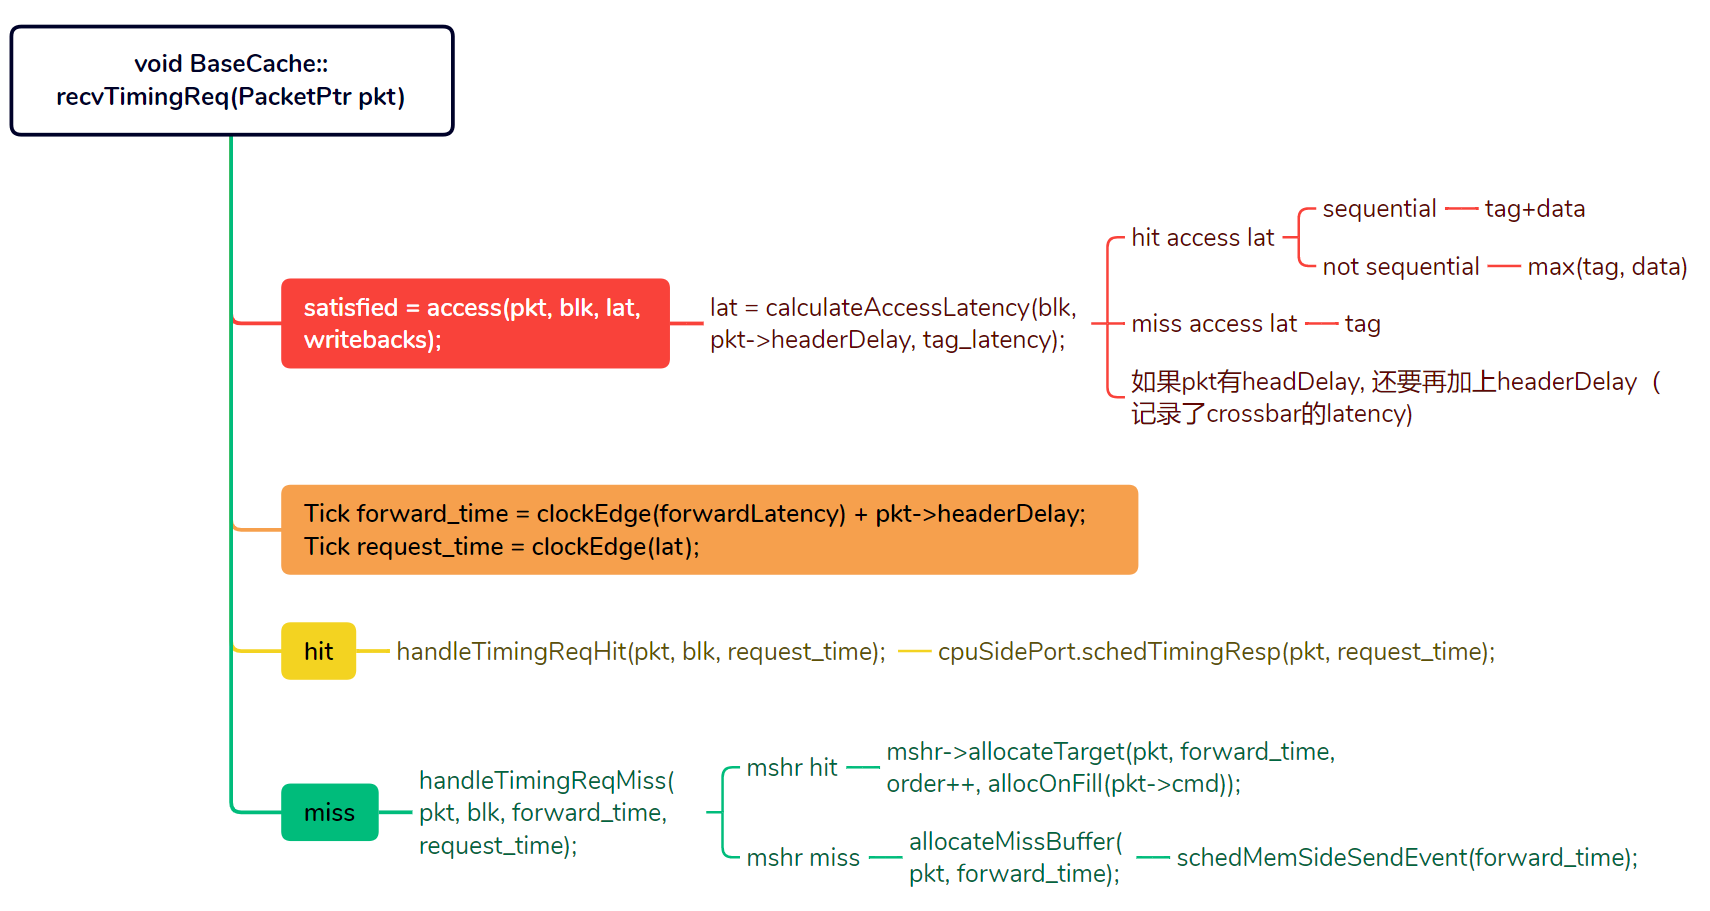 void BaseCache::
recvTimingReq(PacketPtr pkt)
satisfied = access(pkt, blk, lat,
writebacks);
lat = calculateAccessLatency(blk,
pkt->headerDelay, tag_latency);
hit access lat
sequential
tag+data
not sequential
max(tag, data)
miss access lat
tag
如果pkt有headDelay, 还要再加上headerDelay（
记录了crossbar的latency)
Tick forward_time = clockEdge(forwardLatency) + pkt->headerDelay;
Tick request_time = clockEdge(lat);
hit
handleTimingReqHit(pkt, blk, request_time);
cpuSidePort.schedTimingResp(pkt, request_time);
miss
handleTimingReqMiss(
pkt, blk, forward_time,
request_time);
mshr hit
mshr->allocateTarget(pkt, forward_time,
order++, allocOnFill(pkt->cmd));
mshr miss
allocateMissBuffer(
pkt, forward_time);
schedMemSideSendEvent(forward_time);